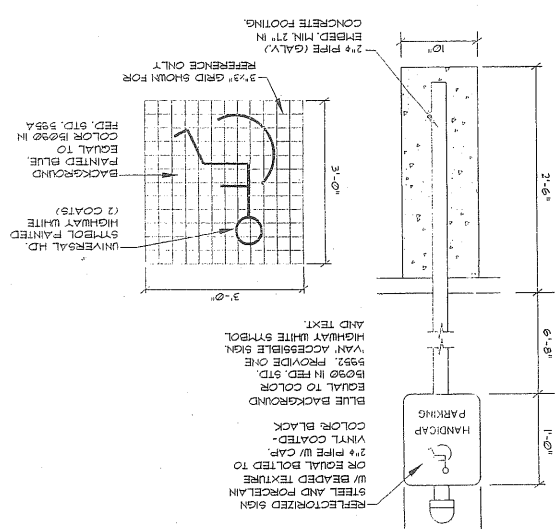 REFLECTORIZED SIGN
STEEL AND PORCELAIN
W/ BEADED TEXTURE
OR EQUAL BOLTED TO
2"φ PIPE W/ CAP.
VINYL COATED-
COLOR: BLACK
HANDICAP
PARKING
1'-0"
BLUE BACKGROUND
EQUAL TO COLOR
15090 IN FED. STD.
5952. PROVIDE ONE
"VAN" ACCESSIBLE SIGN.
HIGHWAY WHITE SYMBOL
AND TEXT.
6'-8"
3'-0"
UNIVERSAL HD.
SYMBOL PAINTED
HIGHWAY WHITE
(2 COATS)
BACKGROUND
PAINTED BLUE.
EQUAL TO
COLOR 15090 IN
FED. STD. 595A
3'-0"
3"x3" GRID SHOWN FOR
REFERENCE ONLY
2'-6"
2"φ PIPE (GALV.)
EMBED. MIN. 27" IN
CONCRETE FOOTING.
10"